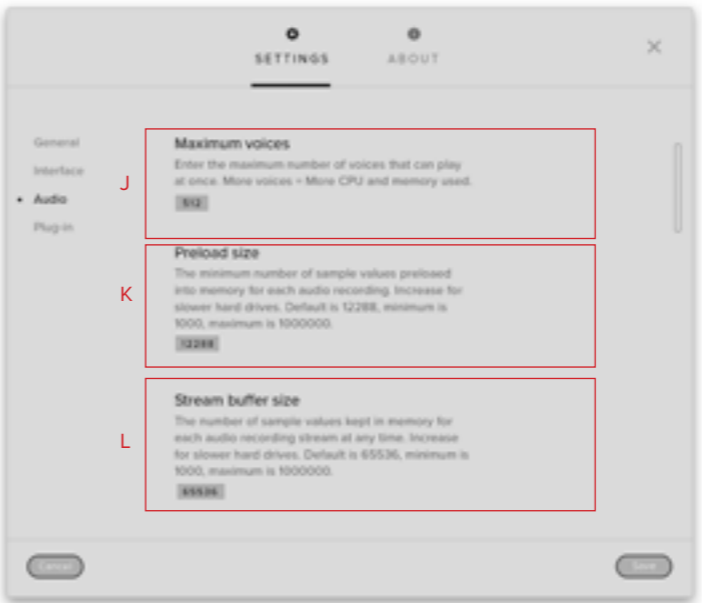 SETTINGS ABOUT
General
Interface
Audio
Plug-in
J
Maximum voices
Enter the maximum number of voices that can play
at once. More voices = More CPU and memory used.
512
K
Preload size
The minimum number of sample values preloaed
into memory for each audio recording. Increase for
slower hard drives. Default is 12288, minimum is
1000, maximum is 1000000.
12288
L
Stream buffer size
The number of sample values kept in memory for
each audio recording stream at any time. Increase
for slower hard drives. Default is 65536, minimum is
1000, maximum is 1000000.
65536
Cancel Save